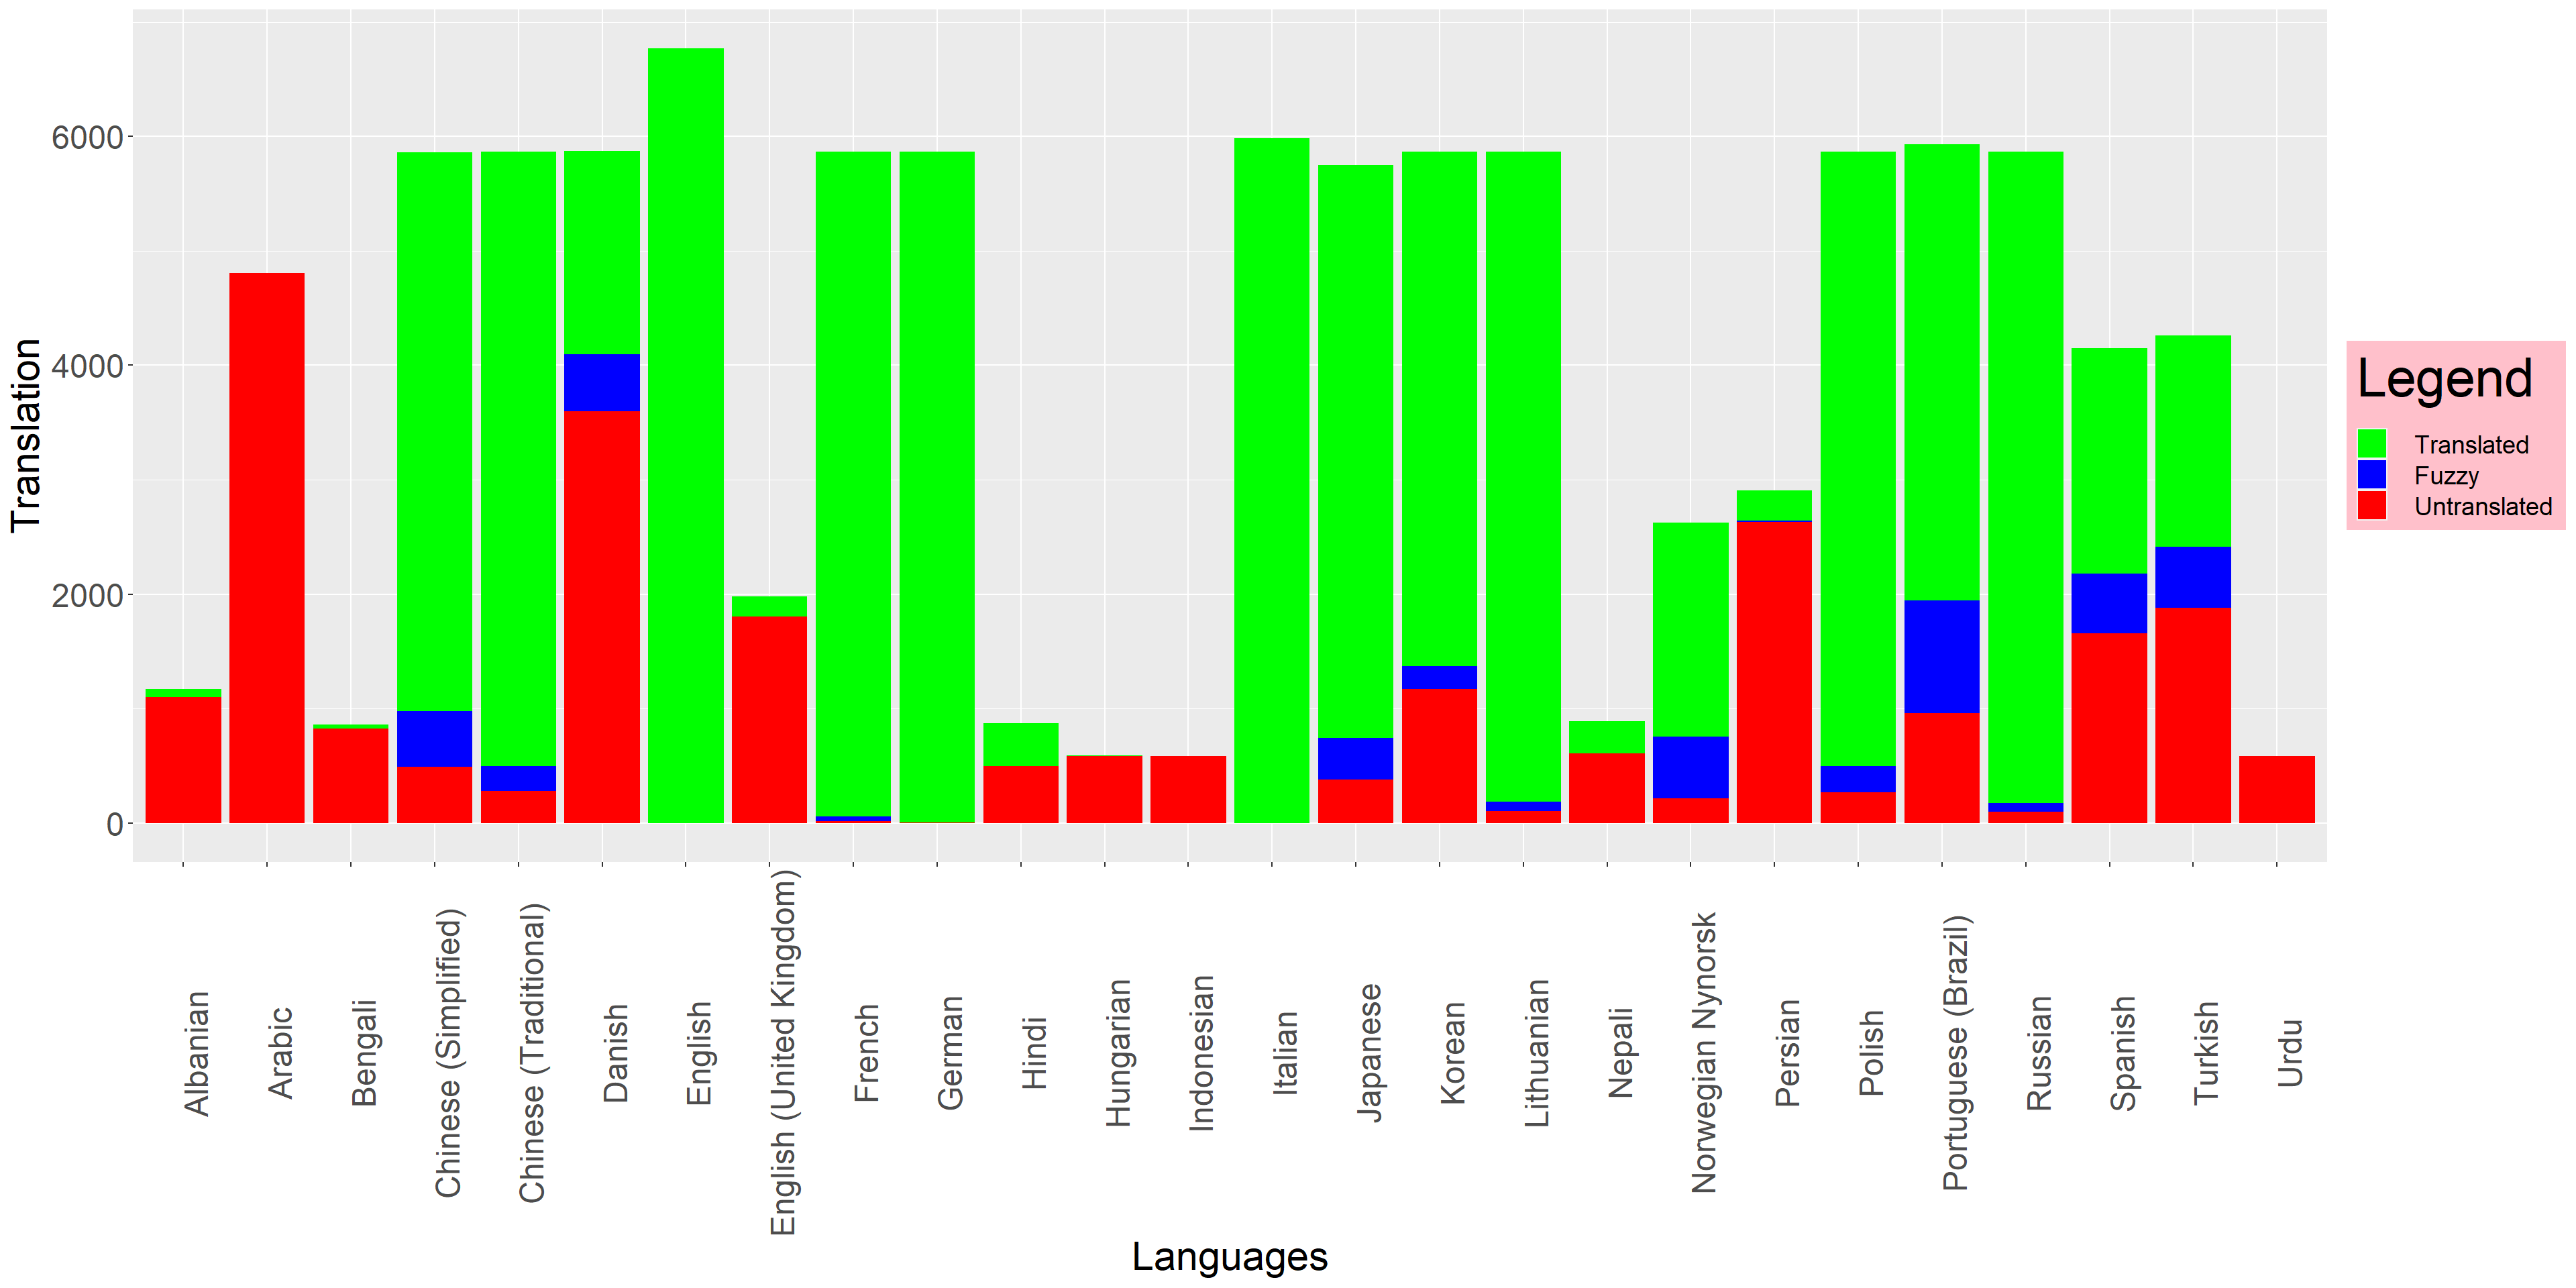 Translation
6000
4000
2000
0
Albanian
Arabic
Bengali
Chinese (Simplified)
Chinese (Traditional)
Danish
English
English (United Kingdom)
French
German
Hindi
Hungarian
Indonesian
Italian
Japanese
Korean
Lithuanian
Nepali
Norwegian Nynorsk
Persian
Polish
Portuguese (Brazil)
Russian
Spanish
Turkish
Urdu
Languages
Legend
Translated
Fuzzy
Untranslated